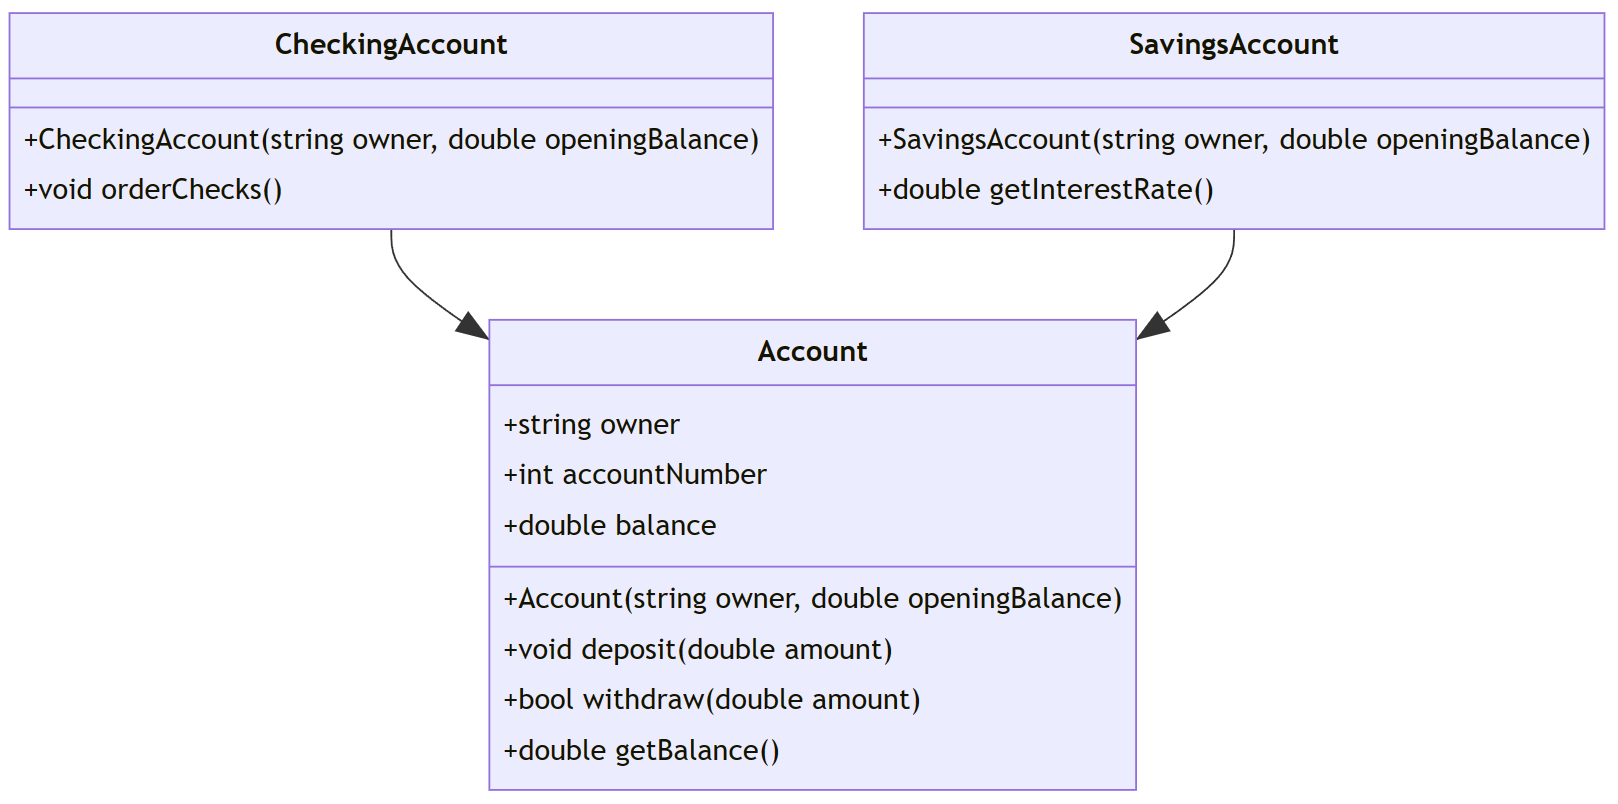 CheckingAccount
+CheckingAccount(string owner, double openingBalance)
+void orderChecks()
SavingsAccount
+SavingsAccount(string owner, double openingBalance)
+double getInterestRate()
Account
+string owner
+int accountNumber
+double balance
+Account(string owner, double openingBalance)
+void deposit(double amount)
+bool withdraw(double amount)
+double getBalance()